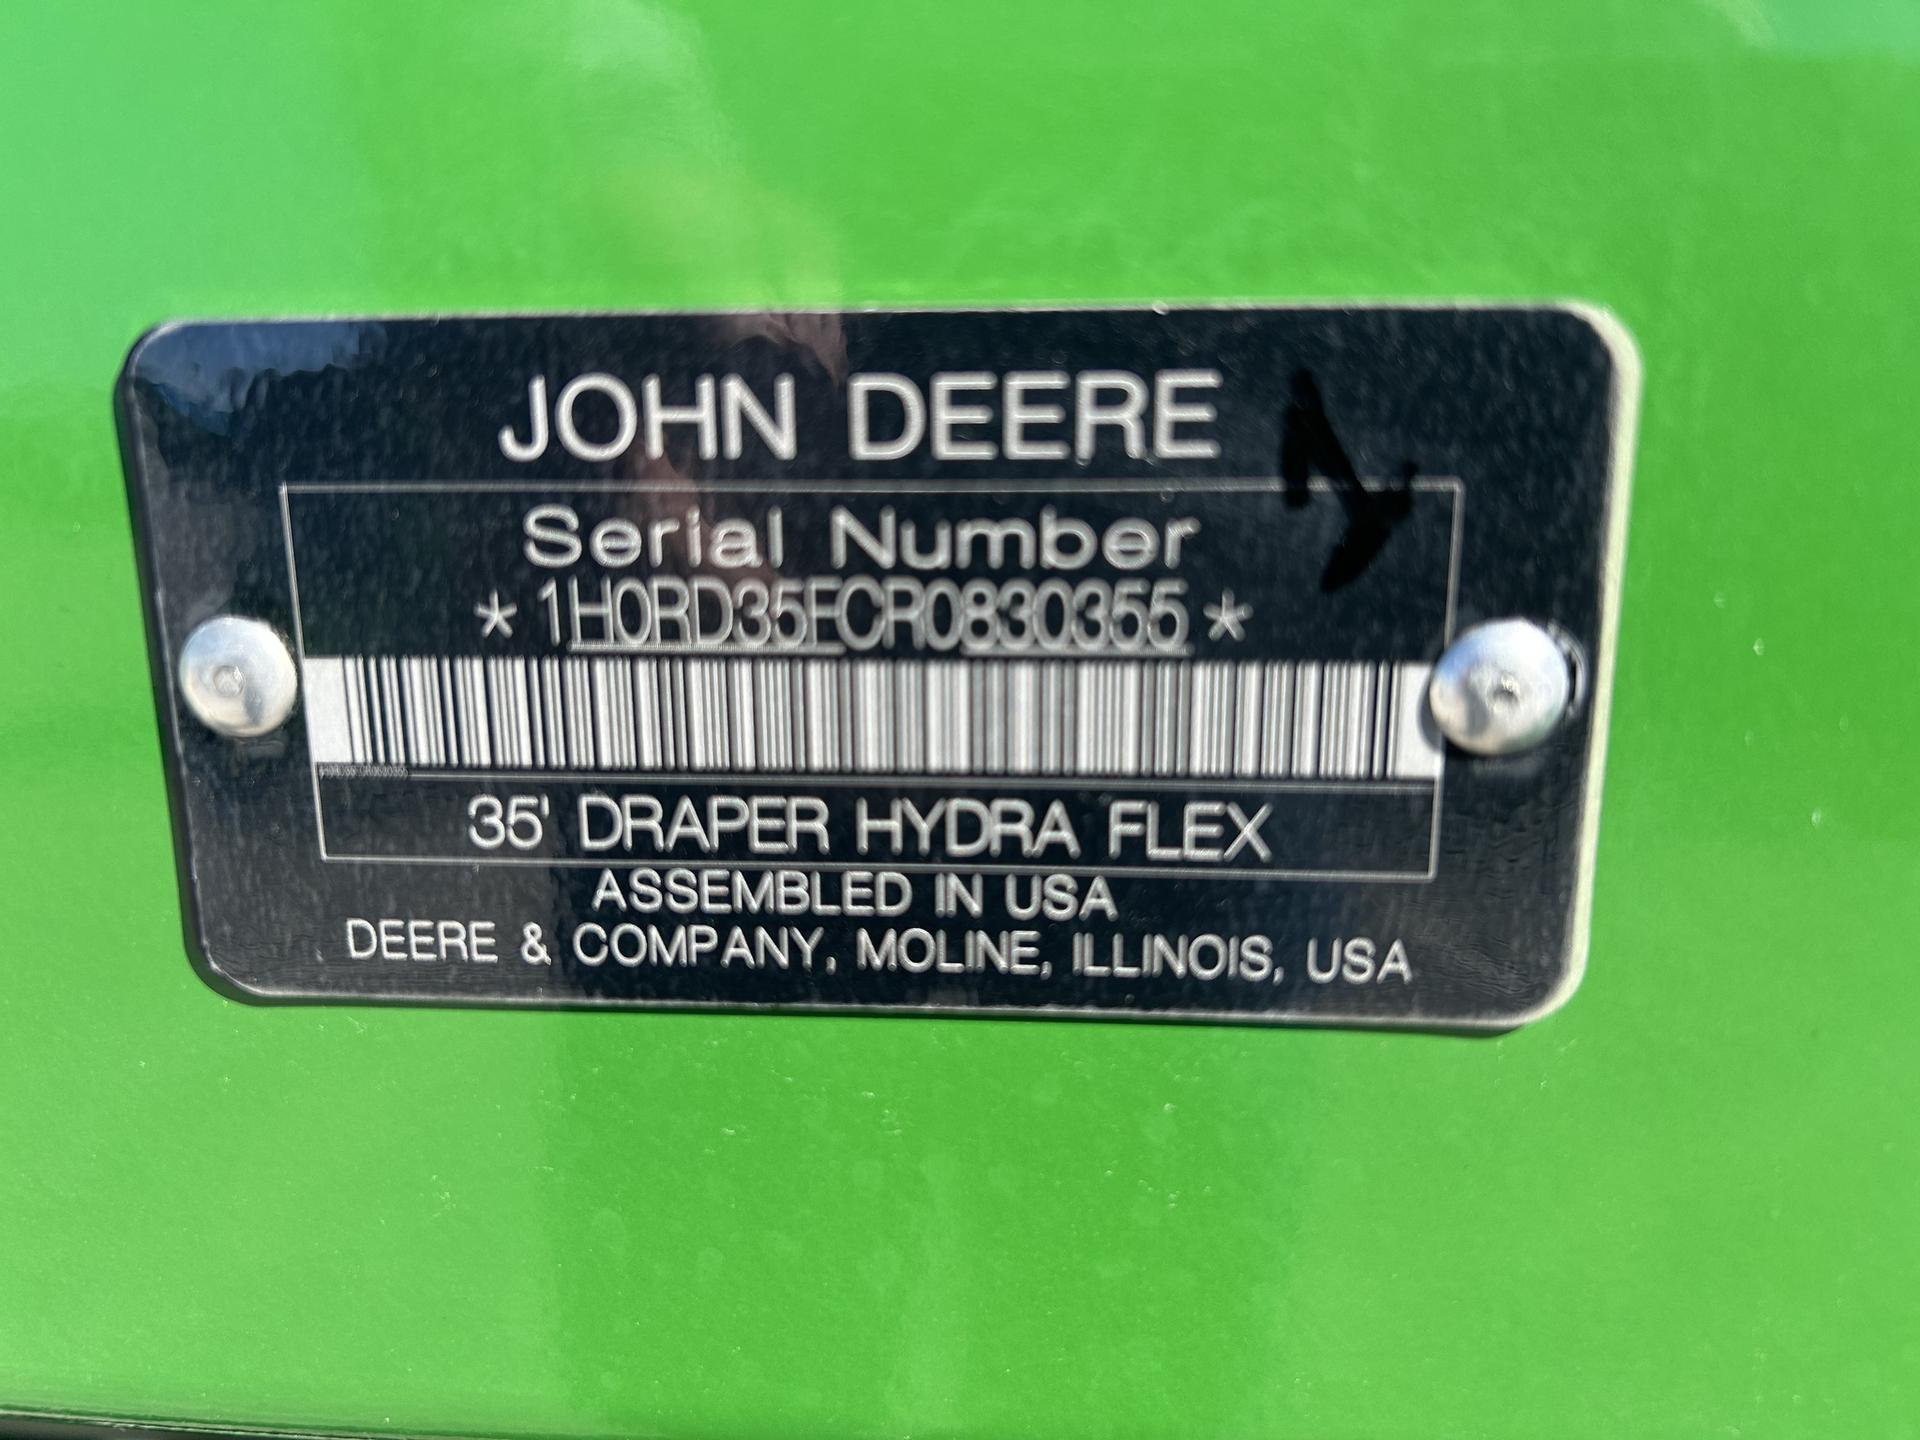 JOHN DEERE
Serial Number
* 1H0RD35FCR0830355 *
35' DRAPER HYDRA FLEX
ASSEMBLED IN USA
DEERE & COMPANY, MOLINE, ILLINOIS, USA